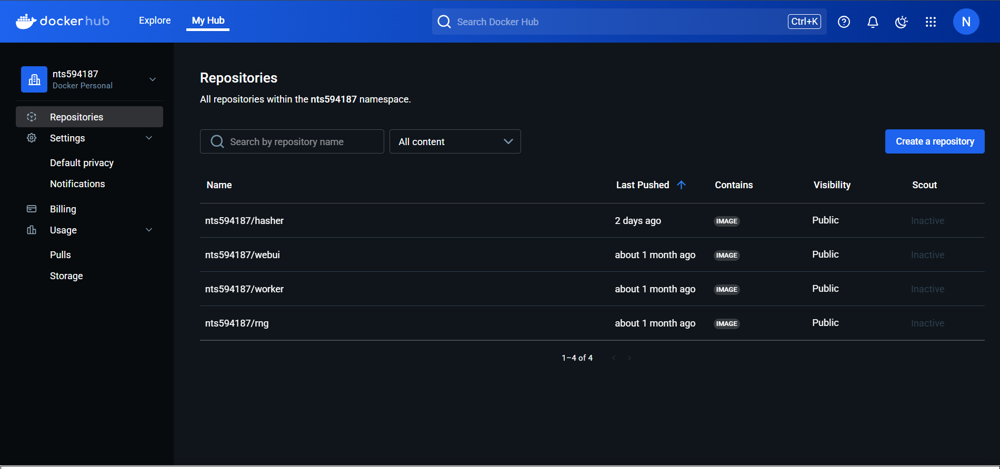 dockerhub
Explore
My Hub
Search Docker Hub
Ctrl+K
N
nts594187
Docker Personal
Repositories
Settings
Default privacy
Notifications
Billing
Usage
Pulls
Storage
Repositories
All repositories within the nts594187 namespace.
Search by repository name
All content
Create a repository
Name Last Pushed Contains Visibility Scout
nts594187/hasher 2 days ago IMAGE Public Inactive
nts594187/webui about 1 month ago IMAGE Public Inactive
nts594187/worker about 1 month ago IMAGE Public Inactive
nts594187/rng about 1 month ago IMAGE Public Inactive
1–4 of 4